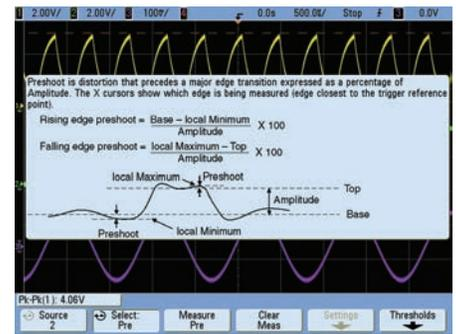 1 2.00V/ 2 2.00V/ 3 100▽/ 4 0.0s 500.0%/ Stop 3 0.0V
Preshoot is distortion that precedes a major edge transition expressed as a percentage of
Amplitude. The X cursors show which edge is being measured (edge closest to the trigger reference
point).
Rising edge preshoot = Base – local Minimum
Amplitude
X 100
Falling edge preshoot = local Maximum – Top
Amplitude
X 100
local Maximum
Preshoot
Top
Amplitude
Base
Preshoot
local Minimum
Pk-Pk(1): 4.06V
Source
2
Select:
Pre
Measure
Pre
Clear
Meas
Settings
Thresholds